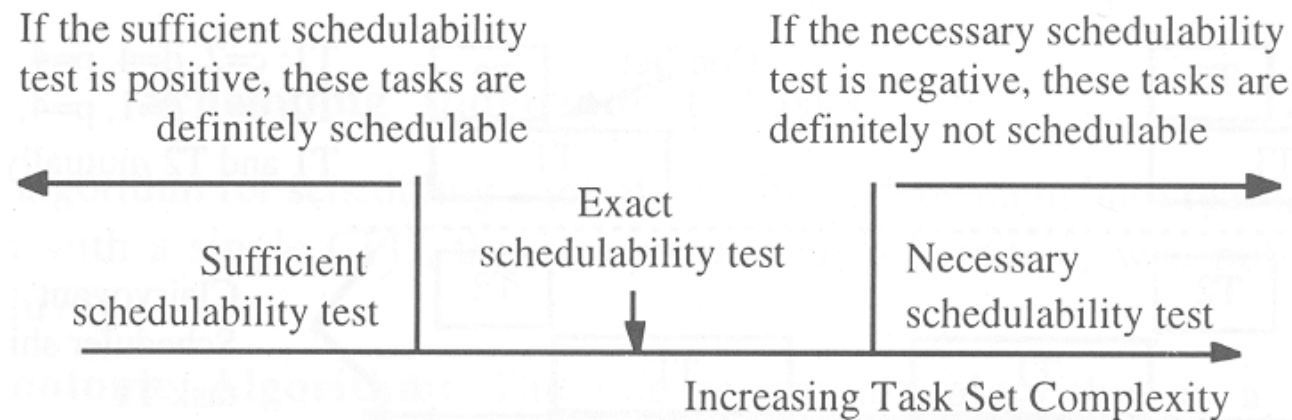 If the sufficient schedulability
test is positive, these tasks are
definitely schedulable
If the necessary schedulability
test is negative, these tasks are
definitely not schedulable
Sufficient
schedulability test
Exact
schedulability test
Necessary
schedulability test
Increasing Task Set Complexity